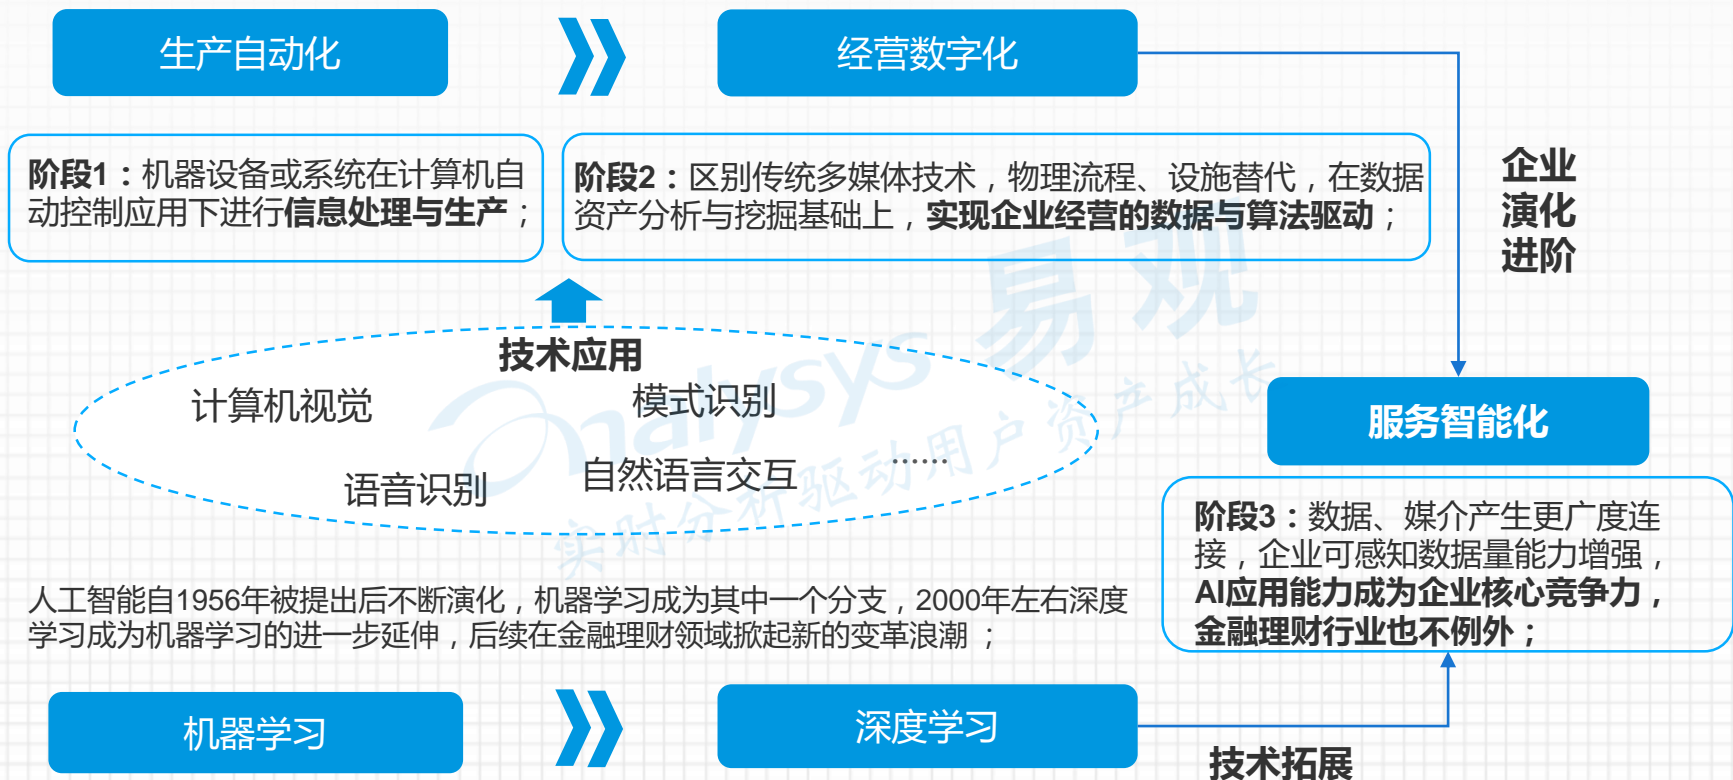 生产自动化
经营数字化
阶段1：机器设备或系统在计算机自
动控制应用下进行信息处理与生产；
阶段2：区别传统多媒体技术，物理流程、设施替代，在数据
资产分析与挖掘基础上，实现企业经营的数据与算法驱动；
企业
演化
进阶
技术应用
计算机视觉
模式识别
语音识别
自然语言交互
……
服务智能化
阶段3：数据、媒介产生更广度连
接，企业可感知数据量能力增强，
AI应用能力成为企业核心竞争力，
金融理财行业也不例外；
人工智能自1956年被提出后不断演化，机器学习成为其中一个分支，2000年左右深度
学习成为机器学习的进一步延伸，后续在金融理财领域掀起新的变革浪潮；
机器学习
深度学习
技术拓展
analysys 易观
实时分析驱动用户资产成长